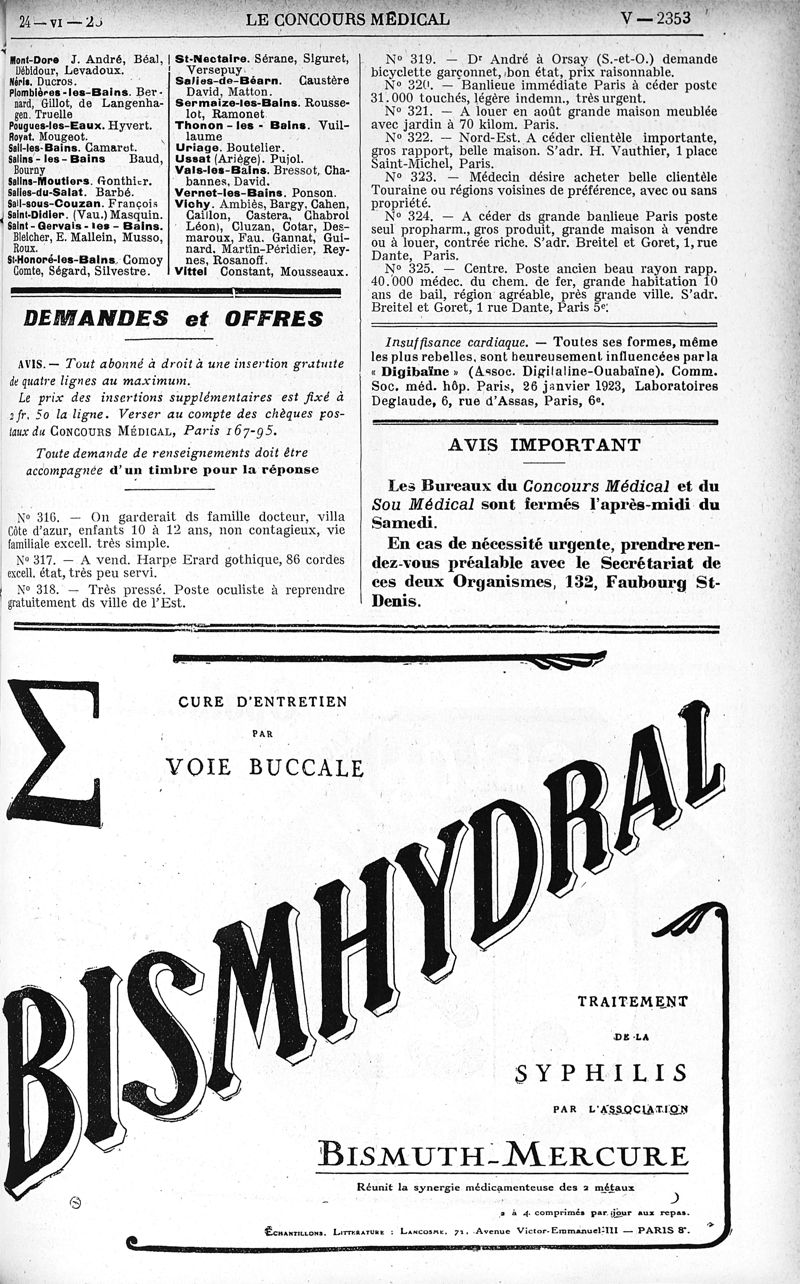 24 — VI — 23
LE CONCOURS MÉDICAL
V — 2353
Mont-Dore J. André, Béal,
Débidour, Levadoux.
Néris. Ducros.
Plombières-les-Bains. Ber-
nard, Gillot, de Langenha-
gen. Truelle
Pougues-les-Eaux. Hyvert.
Royat. Mougeot.
Sail-les-Bains. Camaret.
Salins-les-Bains Baud,
Bourny
Salins-Moutiers. Gonthier.
Salies-du-Salat. Barbé.
Sail-sous-Couzan. François
Saint-Didier. (Vau.) Masquin.
Saint-Gervais-les-Bains.
Bleicher, E. Mallein, Musso,
Roux.
St-Honoré-les-Bains. Comoy
Comte, Ségard, Silvestre.
St-Nectaire. Sérane, Siguret,
Versepuy.
Salies-de-Béarn. Caustère
David, Matton.
Sermaize-les-Bains. Rousse-
lot, Ramonet
Thonon-les-Bains. Vuil-
laume
Uriage. Boutelier.
Ussat (Ariège). Pujol.
Vals-les-Bains. Bressot, Cha-
bannes, David.
Vernet-les-Bains. Ponson.
Vichy. Ambiès, Bargy, Cahen,
Caillon, Castera, Chabrol
Léon), Cluzan, Cotar, Des-
maroux, Fau. Gannat, Gui-
nard, Martin-Péridier, Rey-
nes, Rosanoff.
Vittel Constant, Mousseaux.
DEMANDES et OFFRES
AVIS. — Tout abonné à droit à une insertion gratuite
de quatre lignes au maximum.
Le prix des insertions supplémentaires est fixé à
2 fr. 50 la ligne. Verser au compte des chèques pos-
taux du CONCOURS MÉDICAL, Paris 167-95.
Toute demande de renseignements doit être
accompagnée d'un timbre pour la réponse
N° 316. — On garderait ds famille docteur, villa
Côte d'azur, enfants 10 à 12 ans, non contagieux, vie
familiale excell. très simple.
N° 317. — A vend. Harpe Erard gothique, 86 cordes
excell. état, très peu servi.
N° 318. — Très pressé. Poste oculiste à reprendre
gratuitement ds ville de l'Est.
N° 319. — Dr André à Orsay (S.-et-O.) demande
bicyclette garçonnet, bon état, prix raisonnable.
N° 320. — Banlieue immédiate Paris à céder poste
31.000 touchés, légère indemn., très urgent.
N° 321. — A louer en août grande maison meublée
avec jardin à 70 kilom. Paris.
N° 322. — Nord-Est. A céder clientèle importante,
gros rapport, belle maison. S'adr. H. Vauthier, 1 place
Saint-Michel, Paris.
N° 323. — Médecin désire acheter belle clientèle
Touraine ou régions voisines de préférence, avec ou sans
propriété.
N° 324. — A céder ds grande banlieue Paris poste
seul propharm., gros produit, grande maison à vendre
ou à louer, contrée riche. S'adr. Breitel et Goret, 1, rue
Dante, Paris.
N° 325. — Centre. Poste ancien beau rayon rapp.
40.000 médec. du chem. de fer, grande habitation 10
ans de bail, région agréable, près grande ville. S'adr.
Breitel et Goret, 1 rue Dante, Paris 5e.
Insuffisance cardiaque. — Toutes ses formes, même
les plus rebelles, sont heureusement influencées par la
« Digibaïne » (Assoc. Digitaline-Ouabaïne). Comm.
Soc. méd. hôp. Paris, 26 janvier 1923, Laboratoires
Deglaude, 6, rue d'Assas, Paris, 6e.
AVIS IMPORTANT
Les Bureaux du Concours Médical et du
Sou Médical sont fermés l'après-midi du
Samedi.
En cas de nécessité urgente, prendre ren-
dez-vous préalable avec le Secrétariat de
ces deux Organismes, 132, Faubourg St-
Denis.
Σ
CURE D'ENTRETIEN
PAR
VOIE BUCCALE
BISMHYDRAL
TRAITEMENT
DE LA
SYPHILIS
PAR L'ASSOCIATION
BISMUTH-MERCURE
Réunit la synergie médicamenteuse des 2 métaux
2 à 4 comprimés par jour aux repas.
ÉCHANTILLONS. LITTÉRATURE : LANCOSME, 71, Avenue Victor-Emmanuel-III — PARIS 8e.